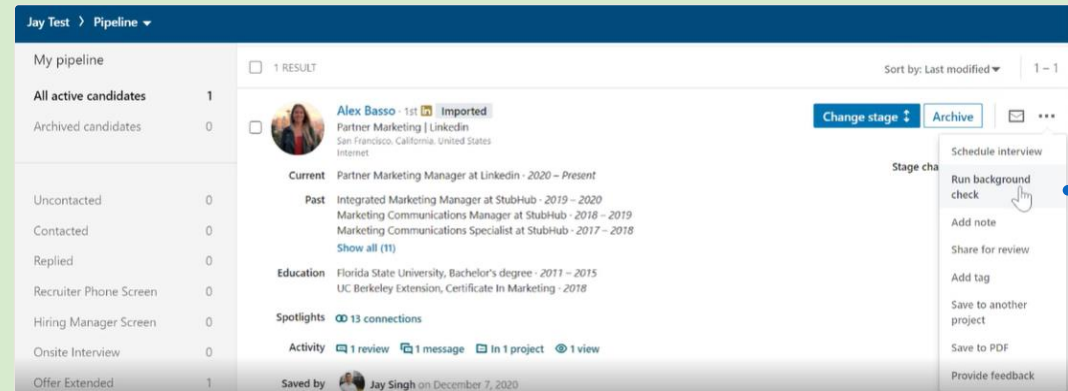 Jay Test > Pipeline
My pipeline
All active candidates 1
Archived candidates 0
Uncontacted 0
Contacted 0
Replied 0
Recruiter Phone Screen 0
Hiring Manager Screen 0
Onsite Interview 0
Offer Extended 1
1 RESULT
Sort by: Last modified
1 – 1
Alex Basso · 1st in Imported
Partner Marketing | Linkedin
San Francisco, California, United States
Internet
Change stage
Archive
Stage cha
Current Partner Marketing Manager at Linkedin · 2020 – Present
Past Integrated Marketing Manager at StubHub · 2019 – 2020
Marketing Communications Manager at StubHub · 2018 – 2019
Marketing Communications Specialist at StubHub · 2017 – 2018
Show all (11)
Education Florida State University, Bachelor's degree · 2011 – 2015
UC Berkeley Extension, Certificate In Marketing · 2018
Spotlights 13 connections
Activity 1 review 1 message In 1 project 1 view
Saved by Jay Singh on December 7, 2020
Schedule interview
Run background
check
Add note
Share for review
Add tag
Save to another
project
Save to PDF
Provide feedback